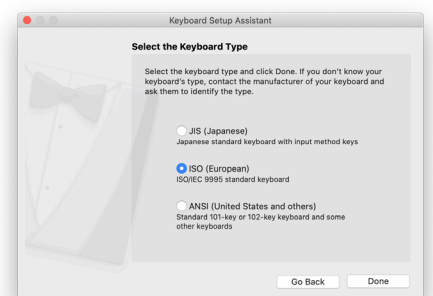 Keyboard Setup Assistant
Select the Keyboard Type
Select the keyboard type and click Done. If you don't know your
keyboard's type, contact the manufacturer of your keyboard and
ask them to identify the type.
JIS (Japanese)
Japanese standard keyboard with input method keys
ISO (European)
ISO/IEC 9995 standard keyboard
ANSI (United States and others)
Standard 101-key or 102-key keyboard and some
other keyboards
Go Back
Done